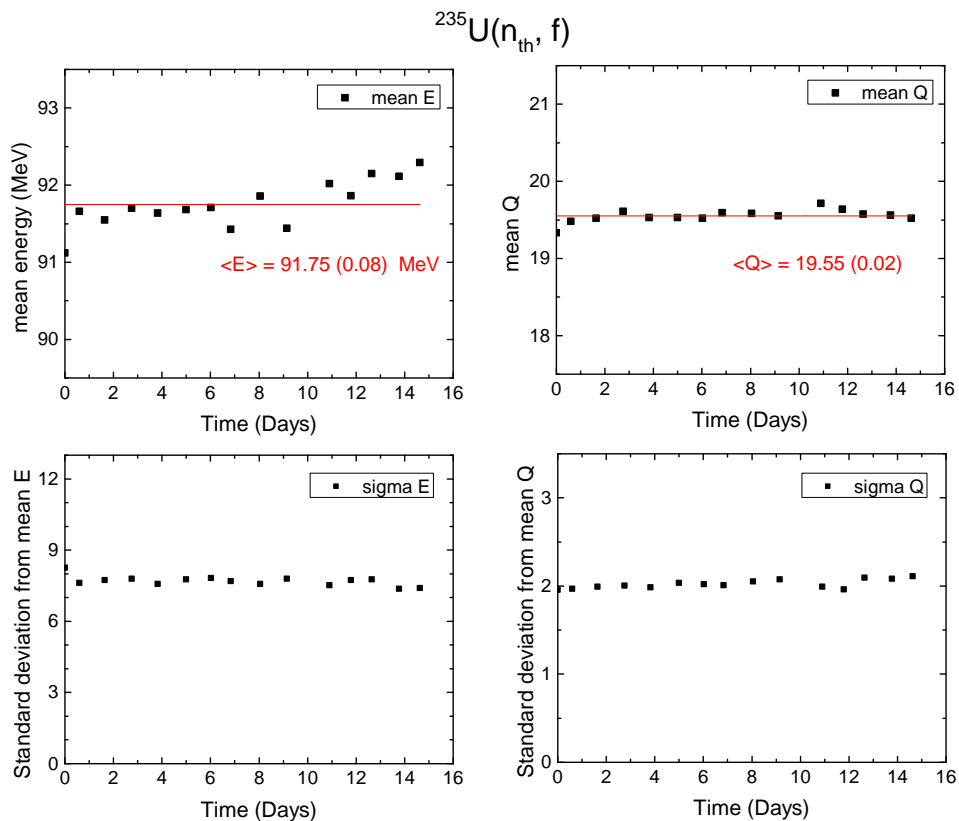 ²³⁵U(nₜₕ, f)
mean E
mean energy (MeV)
93
92
91
90
<E> = 91.75 (0.08) MeV
0 2 4 6 8 10 12 14 16
Time (Days)
mean Q
mean Q
21
20
19
18
<Q> = 19.55 (0.02)
0 2 4 6 8 10 12 14 16
Time (Days)
sigma E
Standard deviation from mean E
12
9
6
3
0
0 2 4 6 8 10 12 14 16
Time (Days)
sigma Q
Standard deviation from mean Q
3
2
1
0
0 2 4 6 8 10 12 14 16
Time (Days)